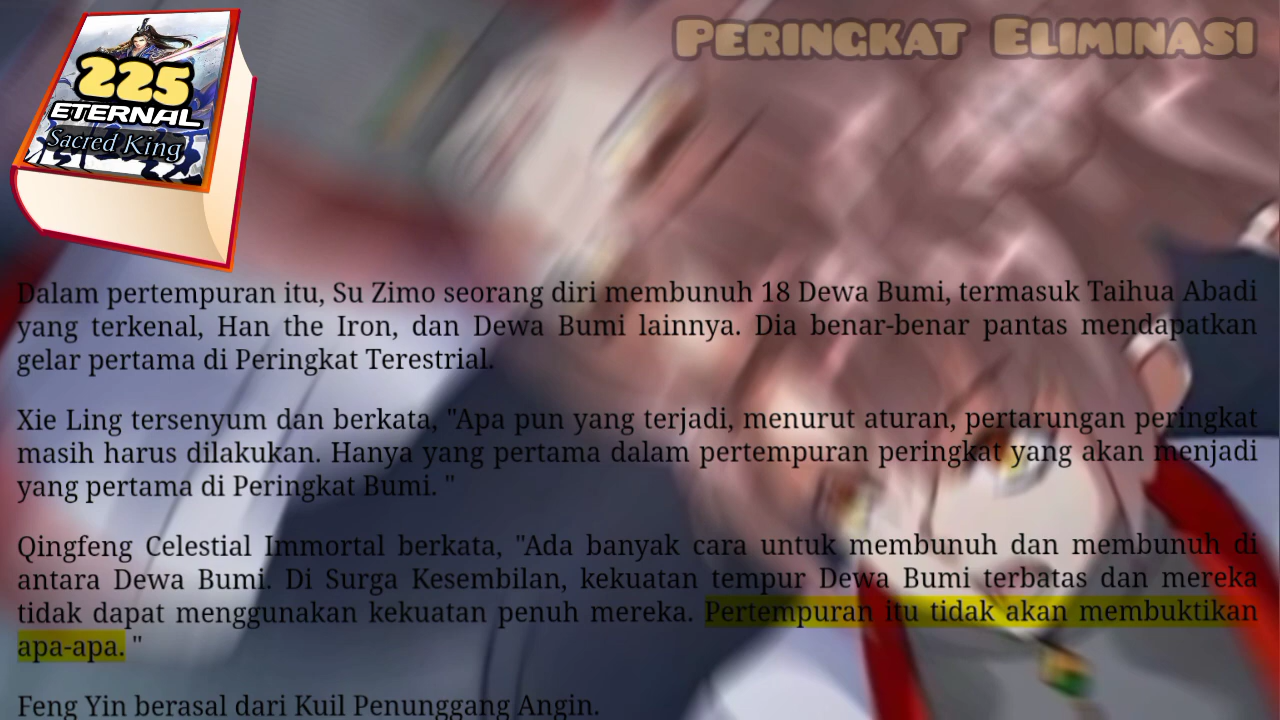 225
ETERNAL
Sacred King
PERINGKAT ELIMINASI
Dalam pertempuran itu, Su Zimo seorang diri membunuh 18 Dewa Bumi, termasuk Taihua Abadi
yang terkenal, Han the Iron, dan Dewa Bumi lainnya. Dia benar-benar pantas mendapatkan
gelar pertama di Peringkat Terestrial.
Xie Ling tersenyum dan berkata, "Apa pun yang terjadi, menurut aturan, pertarungan peringkat
masih harus dilakukan. Hanya yang pertama dalam pertempuran peringkat yang akan menjadi
yang pertama di Peringkat Bumi. "
Qingfeng Celestial Immortal berkata, "Ada banyak cara untuk membunuh dan membunuh di
antara Dewa Bumi. Di Surga Kesembilan, kekuatan tempur Dewa Bumi terbatas dan mereka
tidak dapat menggunakan kekuatan penuh mereka. Pertempuran itu tidak akan membuktikan
apa-apa. "
Feng Yin berasal dari Kuil Penunggang Angin.